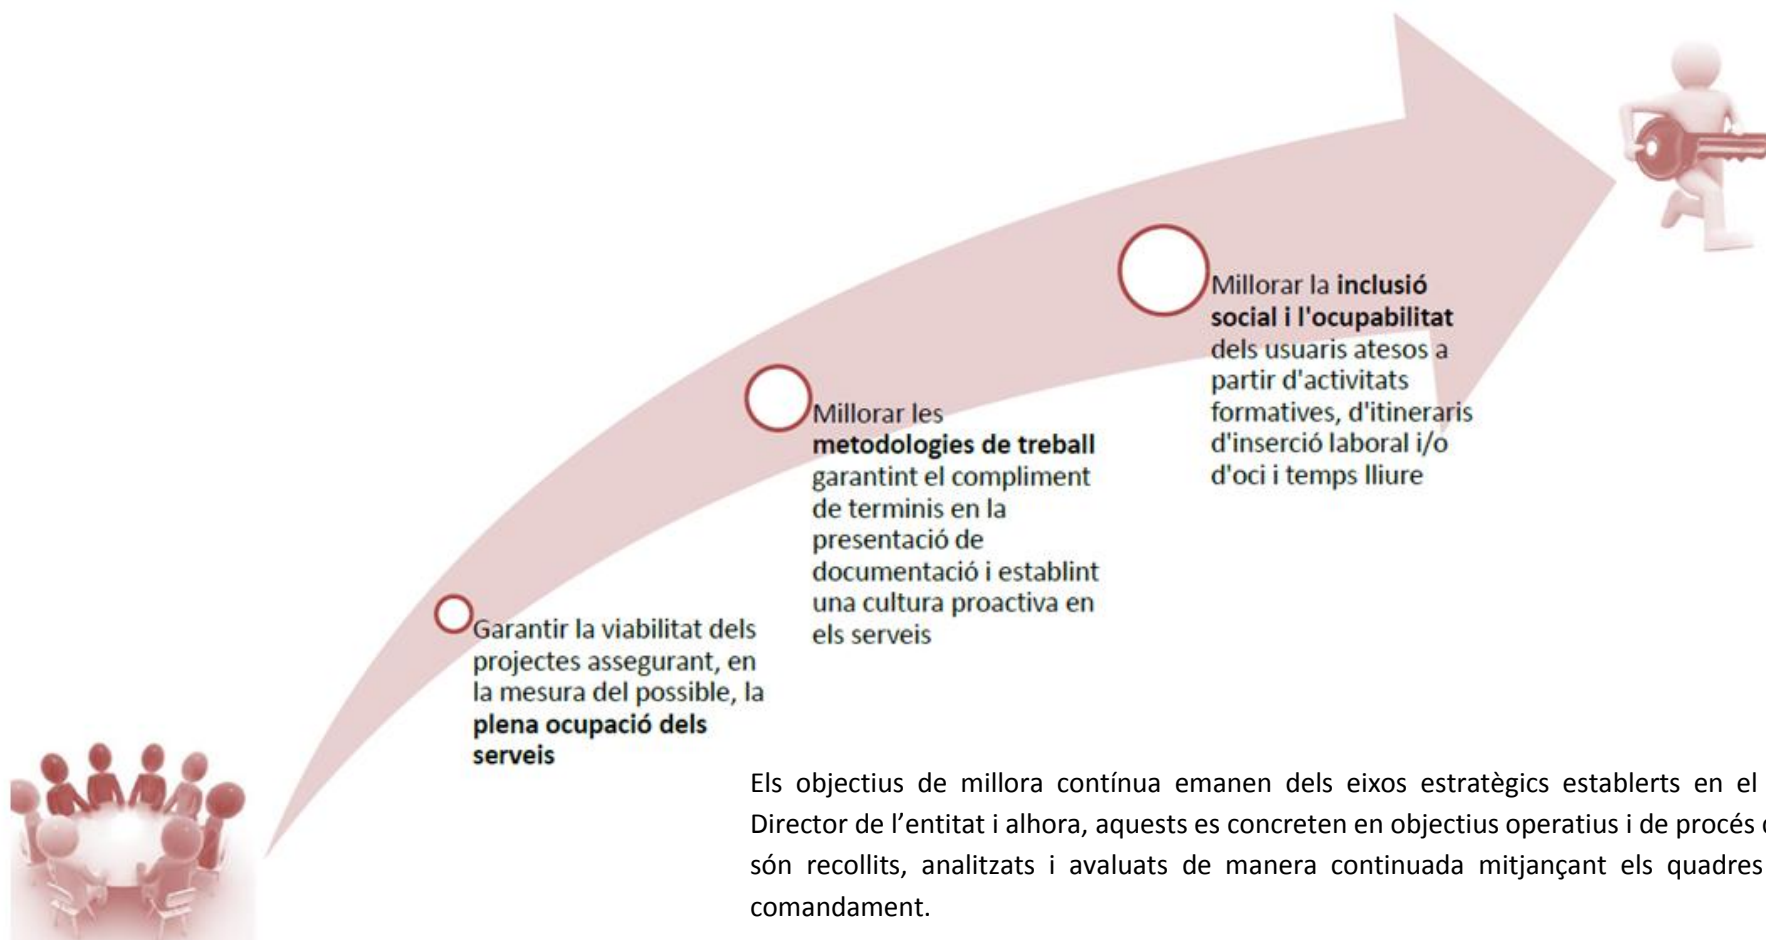 Millorar la inclusió
social i l'ocupabilitat
dels usuaris atesos a
partir d'activitats
formatives, d'itineraris
d'inserció laboral i/o
d'oci i temps lliure
Millorar les
metodologies de treball
garantint el compliment
de terminis en la
presentació de
documentació i establint
una cultura proactiva en
els serveis
Garantir la viabilitat dels
projectes assegurant, en
la mesura del possible, la
plena ocupació dels
serveis
Els objectius de millora contínua emanen dels eixos estratègics establerts en el
Director de l’entitat i alhora, aquests es concreten en objectius operatius i de procés
són recollits, analitzats i avaluats de manera continuada mitjançant els quadres
comandament.